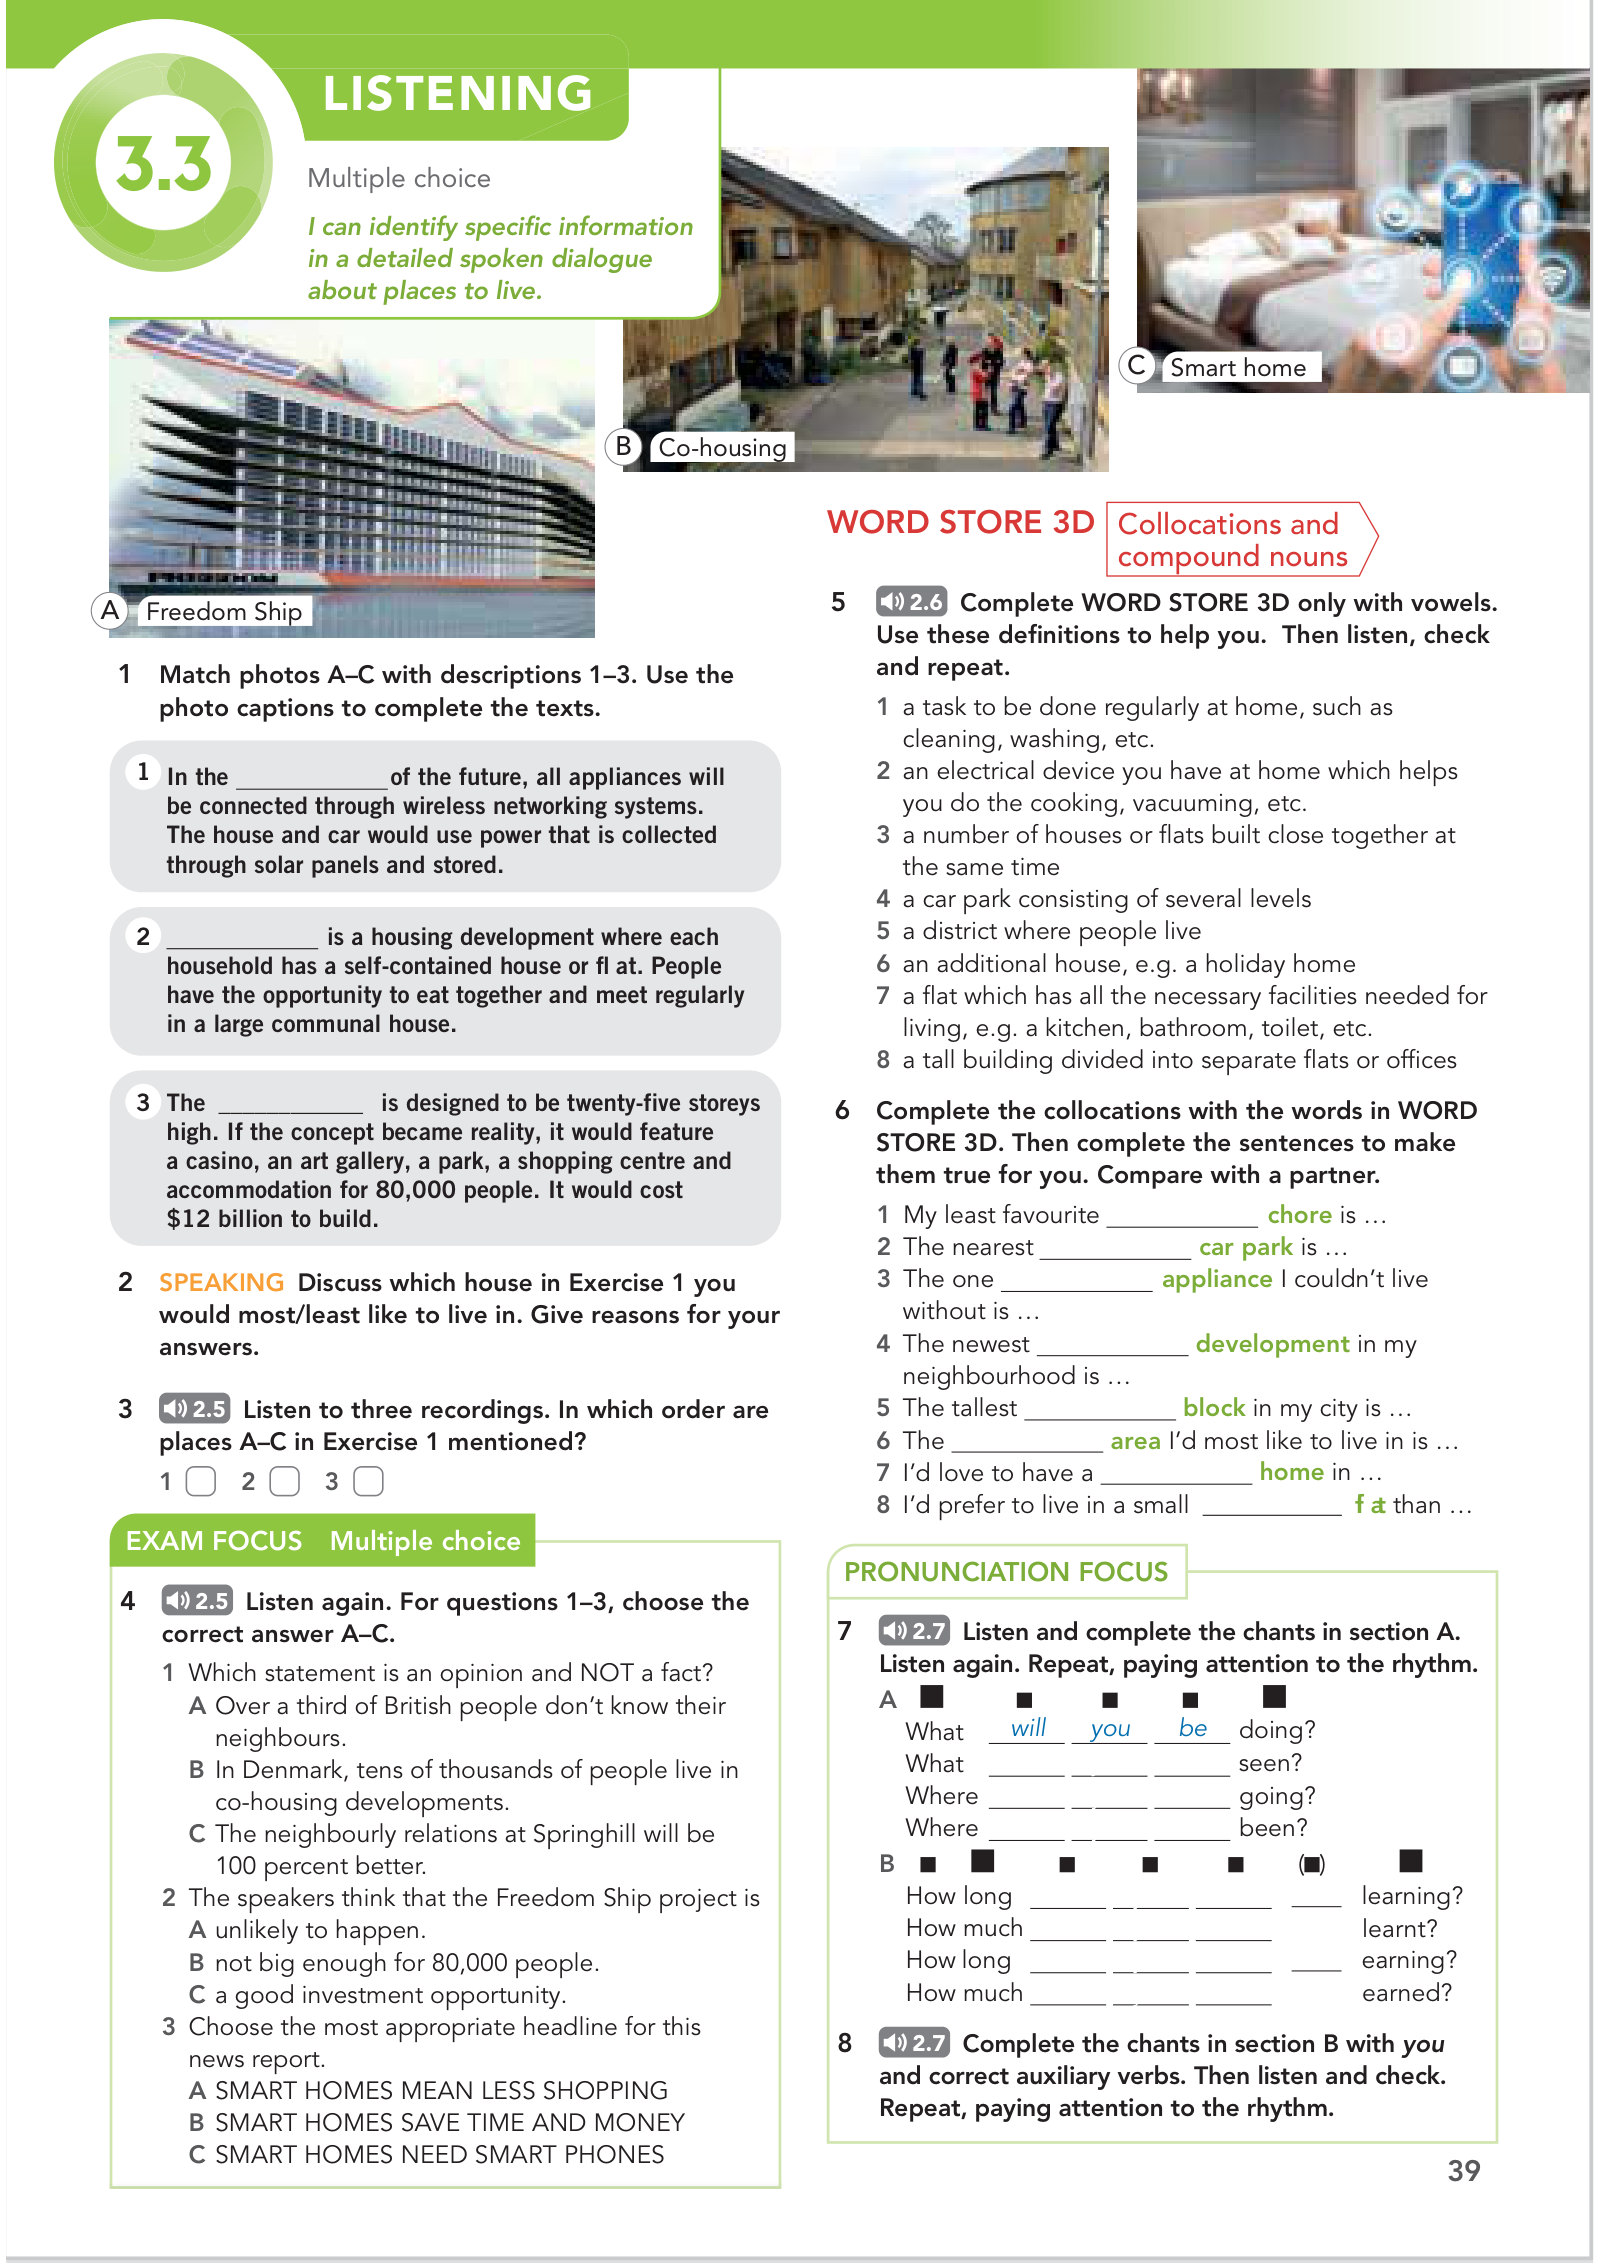 3.3
LISTENING
Multiple choice
I can identify specific information
in a detailed spoken dialogue
about places to live.
A Freedom Ship
B Co-housing
C Smart home
1 Match photos A–C with descriptions 1–3. Use the
photo captions to complete the texts.
1 In the ____________ of the future, all appliances will
be connected through wireless networking systems.
The house and car would use power that is collected
through solar panels and stored.
2 ____________ is a housing development where each
household has a self-contained house or fl at. People
have the opportunity to eat together and meet regularly
in a large communal house.
3 The ____________ is designed to be twenty-five storeys
high. If the concept became reality, it would feature
a casino, an art gallery, a park, a shopping centre and
accommodation for 80,000 people. It would cost
$12 billion to build.
2 SPEAKING Discuss which house in Exercise 1 you
would most/least like to live in. Give reasons for your
answers.
3 2.5 Listen to three recordings. In which order are
places A–C in Exercise 1 mentioned?
1 2 3
EXAM FOCUS Multiple choice
4 2.5 Listen again. For questions 1–3, choose the
correct answer A–C.
1 Which statement is an opinion and NOT a fact?
A Over a third of British people don't know their
neighbours.
B In Denmark, tens of thousands of people live in
co-housing developments.
C The neighbourly relations at Springhill will be
100 percent better.
2 The speakers think that the Freedom Ship project is
A unlikely to happen.
B not big enough for 80,000 people.
C a good investment opportunity.
3 Choose the most appropriate headline for this
news report.
A SMART HOMES MEAN LESS SHOPPING
B SMART HOMES SAVE TIME AND MONEY
C SMART HOMES NEED SMART PHONES
WORD STORE 3D Collocations and
compound nouns
5 2.6 Complete WORD STORE 3D only with vowels.
Use these definitions to help you. Then listen, check
and repeat.
1 a task to be done regularly at home, such as
cleaning, washing, etc.
2 an electrical device you have at home which helps
you do the cooking, vacuuming, etc.
3 a number of houses or flats built close together at
the same time
4 a car park consisting of several levels
5 a district where people live
6 an additional house, e.g. a holiday home
7 a flat which has all the necessary facilities needed for
living, e.g. a kitchen, bathroom, toilet, etc.
8 a tall building divided into separate flats or offices
6 Complete the collocations with the words in WORD
STORE 3D. Then complete the sentences to make
them true for you. Compare with a partner.
1 My least favourite ____________ chore is …
2 The nearest ____________ car park is …
3 The one ____________ appliance I couldn't live
without is …
4 The newest ____________ development in my
neighbourhood is …
5 The tallest ____________ block in my city is …
6 The ____________ area I'd most like to live in is …
7 I'd love to have a ____________ home in …
8 I'd prefer to live in a small ____________ f at than …
PRONUNCIATION FOCUS
7 2.7 Listen and complete the chants in section A.
Listen again. Repeat, paying attention to the rhythm.
A
What will you be doing?
What ______ ______ ______ seen?
Where ______ ______ ______ going?
Where ______ ______ ______ been?
B
How long ______ ______ ______ ____ learning?
How much ______ ______ ______ learnt?
How long ______ ______ ______ ____ earning?
How much ______ ______ ______ earned?
8 2.7 Complete the chants in section B with you
and correct auxiliary verbs. Then listen and check.
Repeat, paying attention to the rhythm.
39